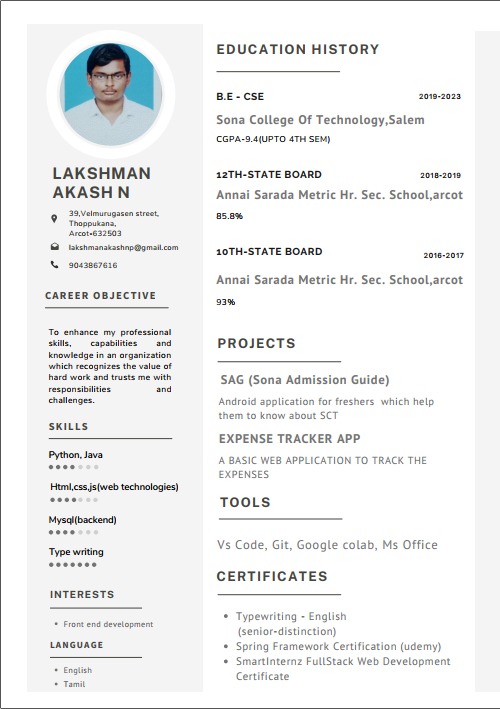 LAKSHMAN
AKASH N
39,Velmurugasen street,
Thoppukana,
Arcot-632503
lakshmanakashnp@gmail.com
9043867616
CAREER OBJECTIVE
To enhance my professional
skills, capabilities and
knowledge in an organization
which recognizes the value of
hard work and trusts me with
responsibilities and
challenges.
SKILLS
Python, Java
Html,css,js(web technologies)
Mysql(backend)
Type writing
INTERESTS
• Front end development
LANGUAGE
• English
• Tamil
EDUCATION HISTORY
B.E - CSE 2019-2023
Sona College Of Technology,Salem
CGPA-9.4(UPTO 4TH SEM)
12TH-STATE BOARD 2018-2019
Annai Sarada Metric Hr. Sec. School,arcot
85.8%
10TH-STATE BOARD 2016-2017
Annai Sarada Metric Hr. Sec. School,arcot
93%
PROJECTS
SAG (Sona Admission Guide)
Android application for freshers which help
them to know about SCT
EXPENSE TRACKER APP
A BASIC WEB APPLICATION TO TRACK THE
EXPENSES
TOOLS
Vs Code, Git, Google colab, Ms Office
CERTIFICATES
• Typewriting - English
(senior-distinction)
• Spring Framework Certification (udemy)
• SmartInternz FullStack Web Development
Certificate